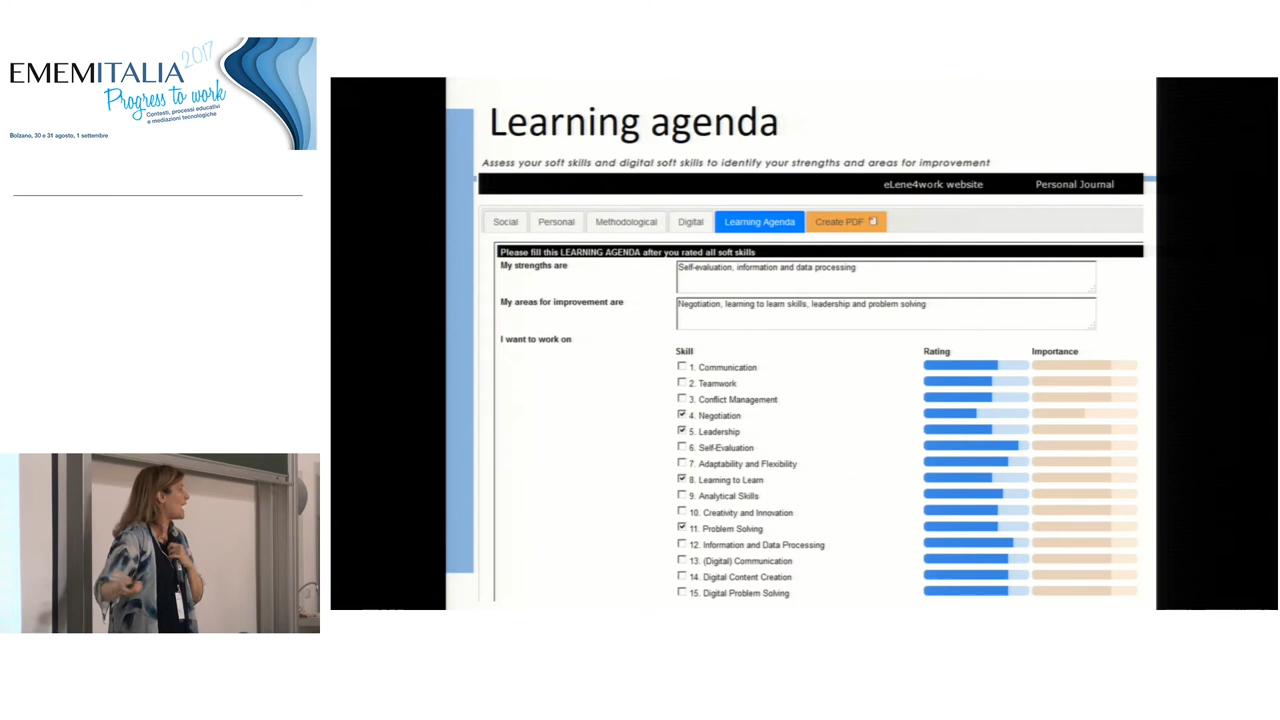 EMEMITALIA 2017
Progress to work
Contesti, processi educativi
e mediazioni tecnologiche
Bolzano, 30 e 31 agosto, 1 settembre
Learning agenda
Assess your soft skills and digital soft skills to identify your strengths and areas for improvement
eLene4work website Personal Journal
Social Personal Methodological Digital Learning Agenda Create PDF
Please fill this LEARNING AGENDA after you rated all soft skills
My strengths are Self-evaluation, information and data processing
My areas for improvement are Negotiation, learning to learn skills, leadership and problem solving
I want to work on
Skill Rating Importance
1. Communication
2. Teamwork
3. Conflict Management
4. Negotiation
5. Leadership
6. Self-Evaluation
7. Adaptability and Flexibility
8. Learning to Learn
9. Analytical Skills
10. Creativity and Innovation
11. Problem Solving
12. Information and Data Processing
13. (Digital) Communication
14. Digital Content Creation
15. Digital Problem Solving